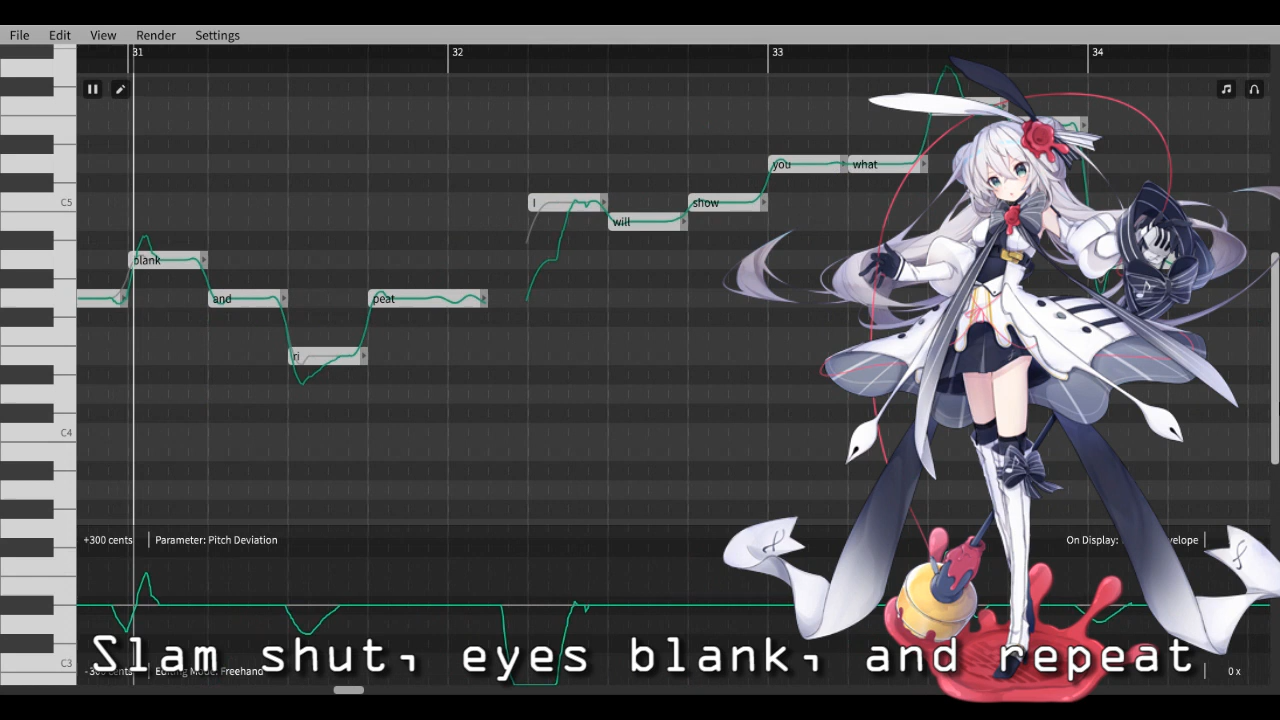 File Edit View Render Settings
31 32 33 34
you what
C5 I will show
blank
and peat
ri
C4
+300 cents Parameter: Pitch Deviation On Display:
C3
Slam shut, eyes blank, and repeat
Editing Mode: Freehand 0 x